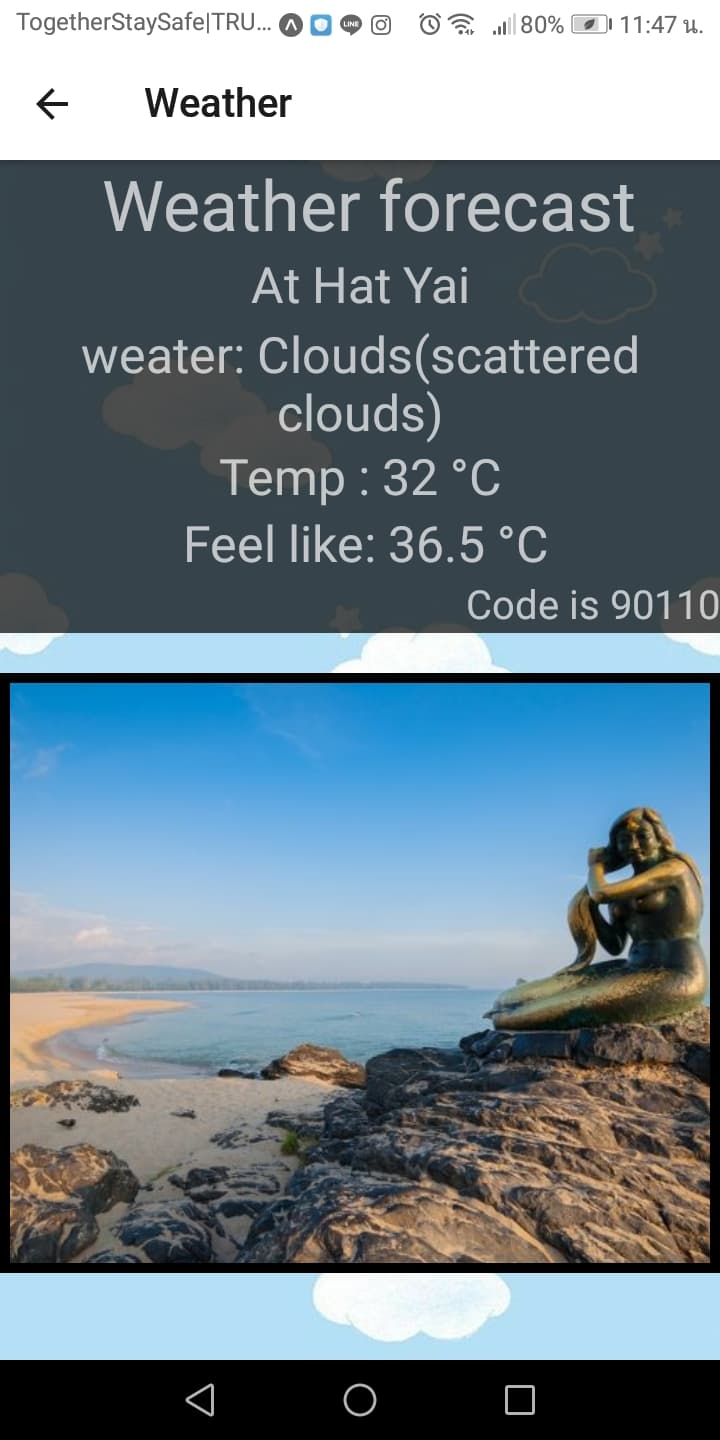 TogetherStaySafe|TRU... LINE 80% 11:47 น.
Weather
Weather forecast
At Hat Yai
weater: Clouds(scattered
clouds)
Temp : 32 °C
Feel like: 36.5 °C
Code is 90110